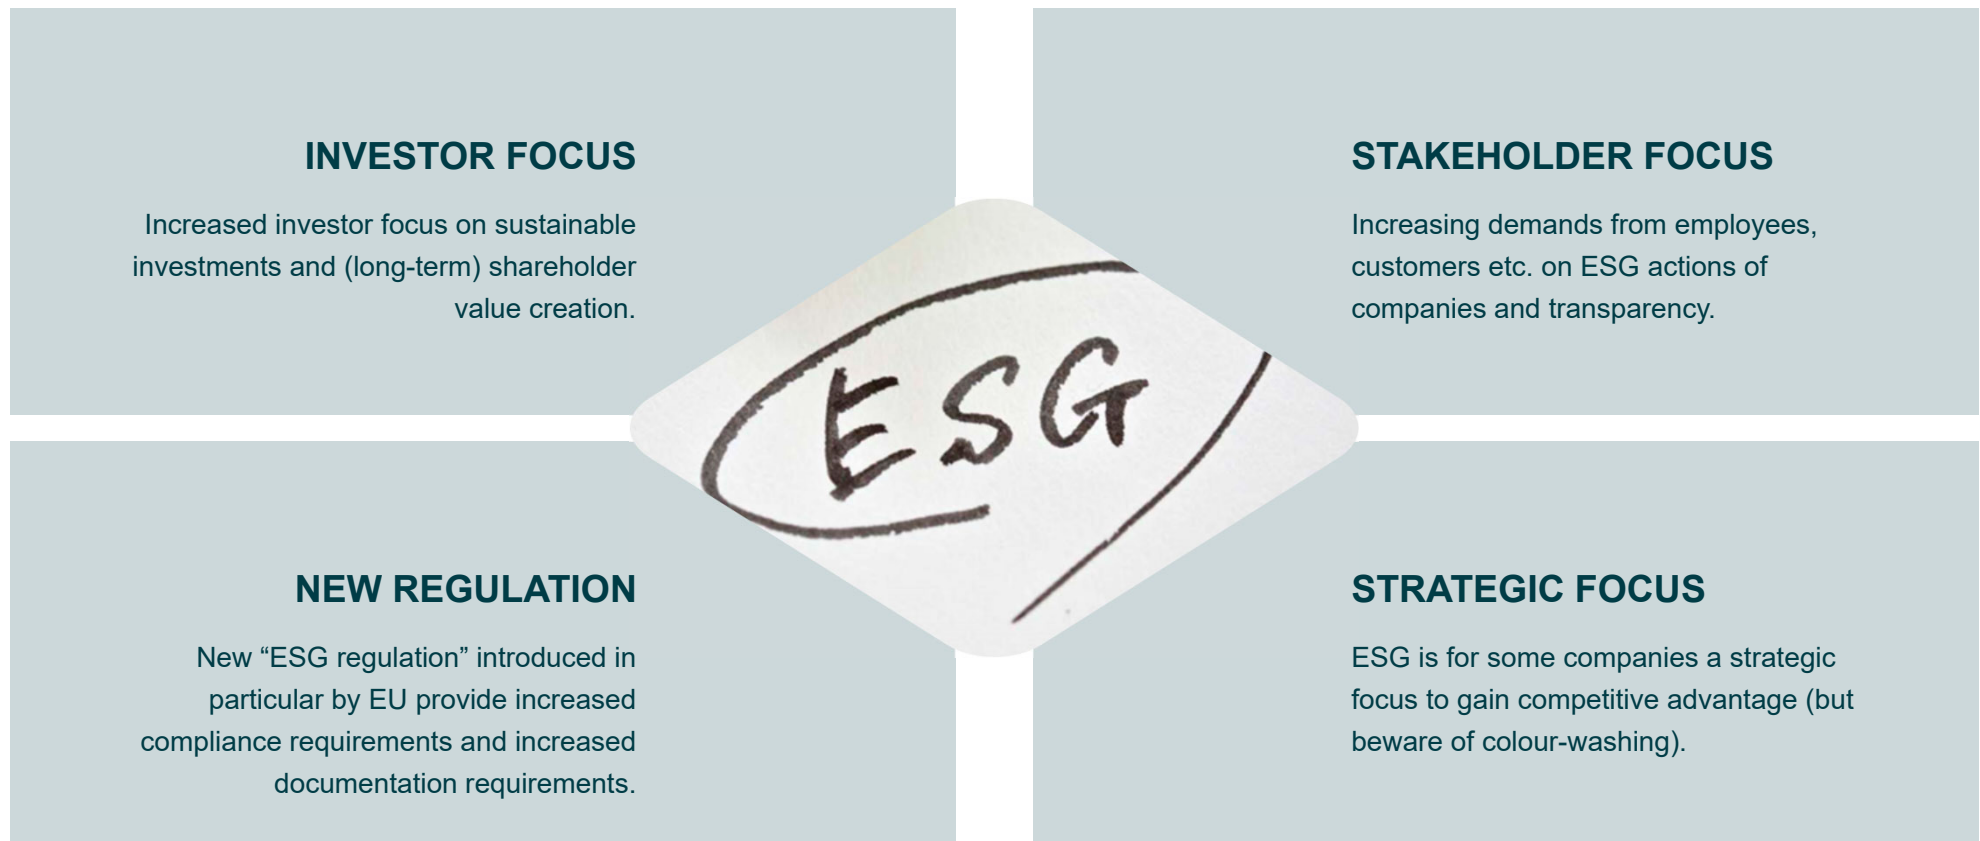 INVESTOR FOCUS
Increased investor focus on sustainable
investments and (long-term) shareholder
value creation.
STAKEHOLDER FOCUS
Increasing demands from employees,
customers etc. on ESG actions of
companies and transparency.
ESG
NEW REGULATION
New “ESG regulation” introduced in
particular by EU provide increased
compliance requirements and increased
documentation requirements.
STRATEGIC FOCUS
ESG is for some companies a strategic
focus to gain competitive advantage (but
beware of colour-washing).